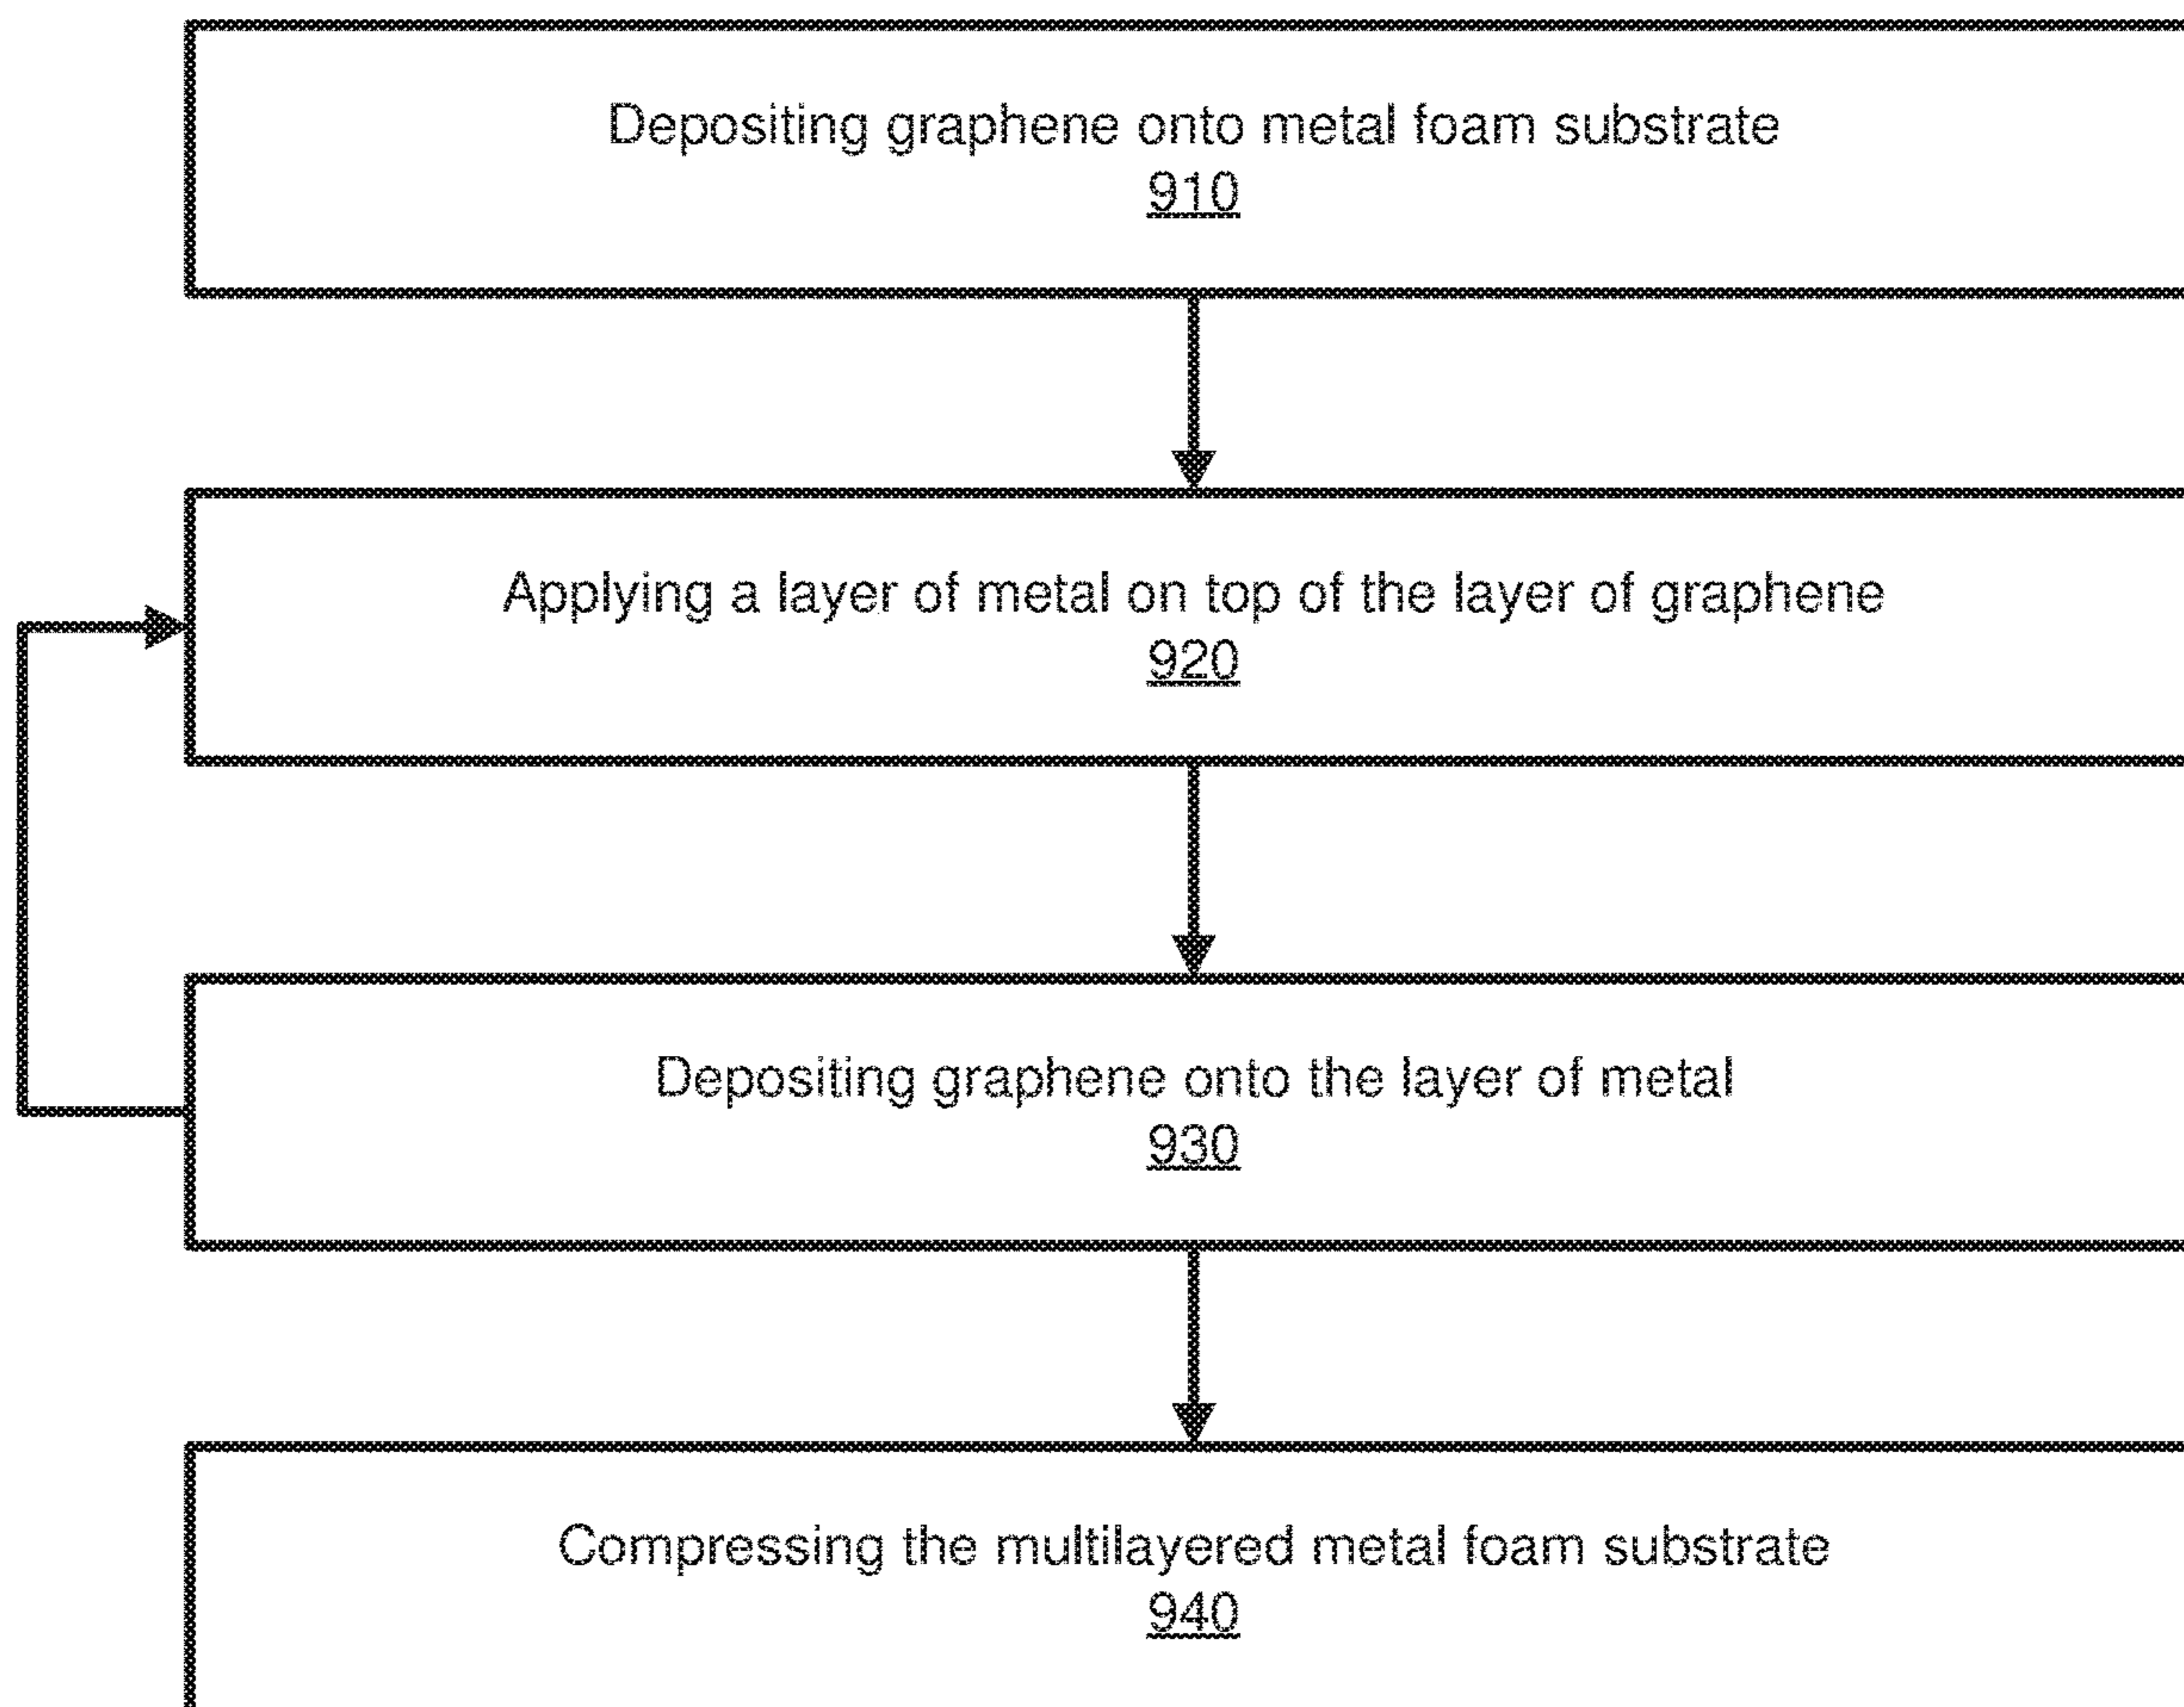 Depositing graphene onto metal foam substrate
910
Applying a layer of metal on top of the layer of graphene
920
Depositing graphene onto the layer of metal
930
Compressing the multilayered metal foam substrate
940